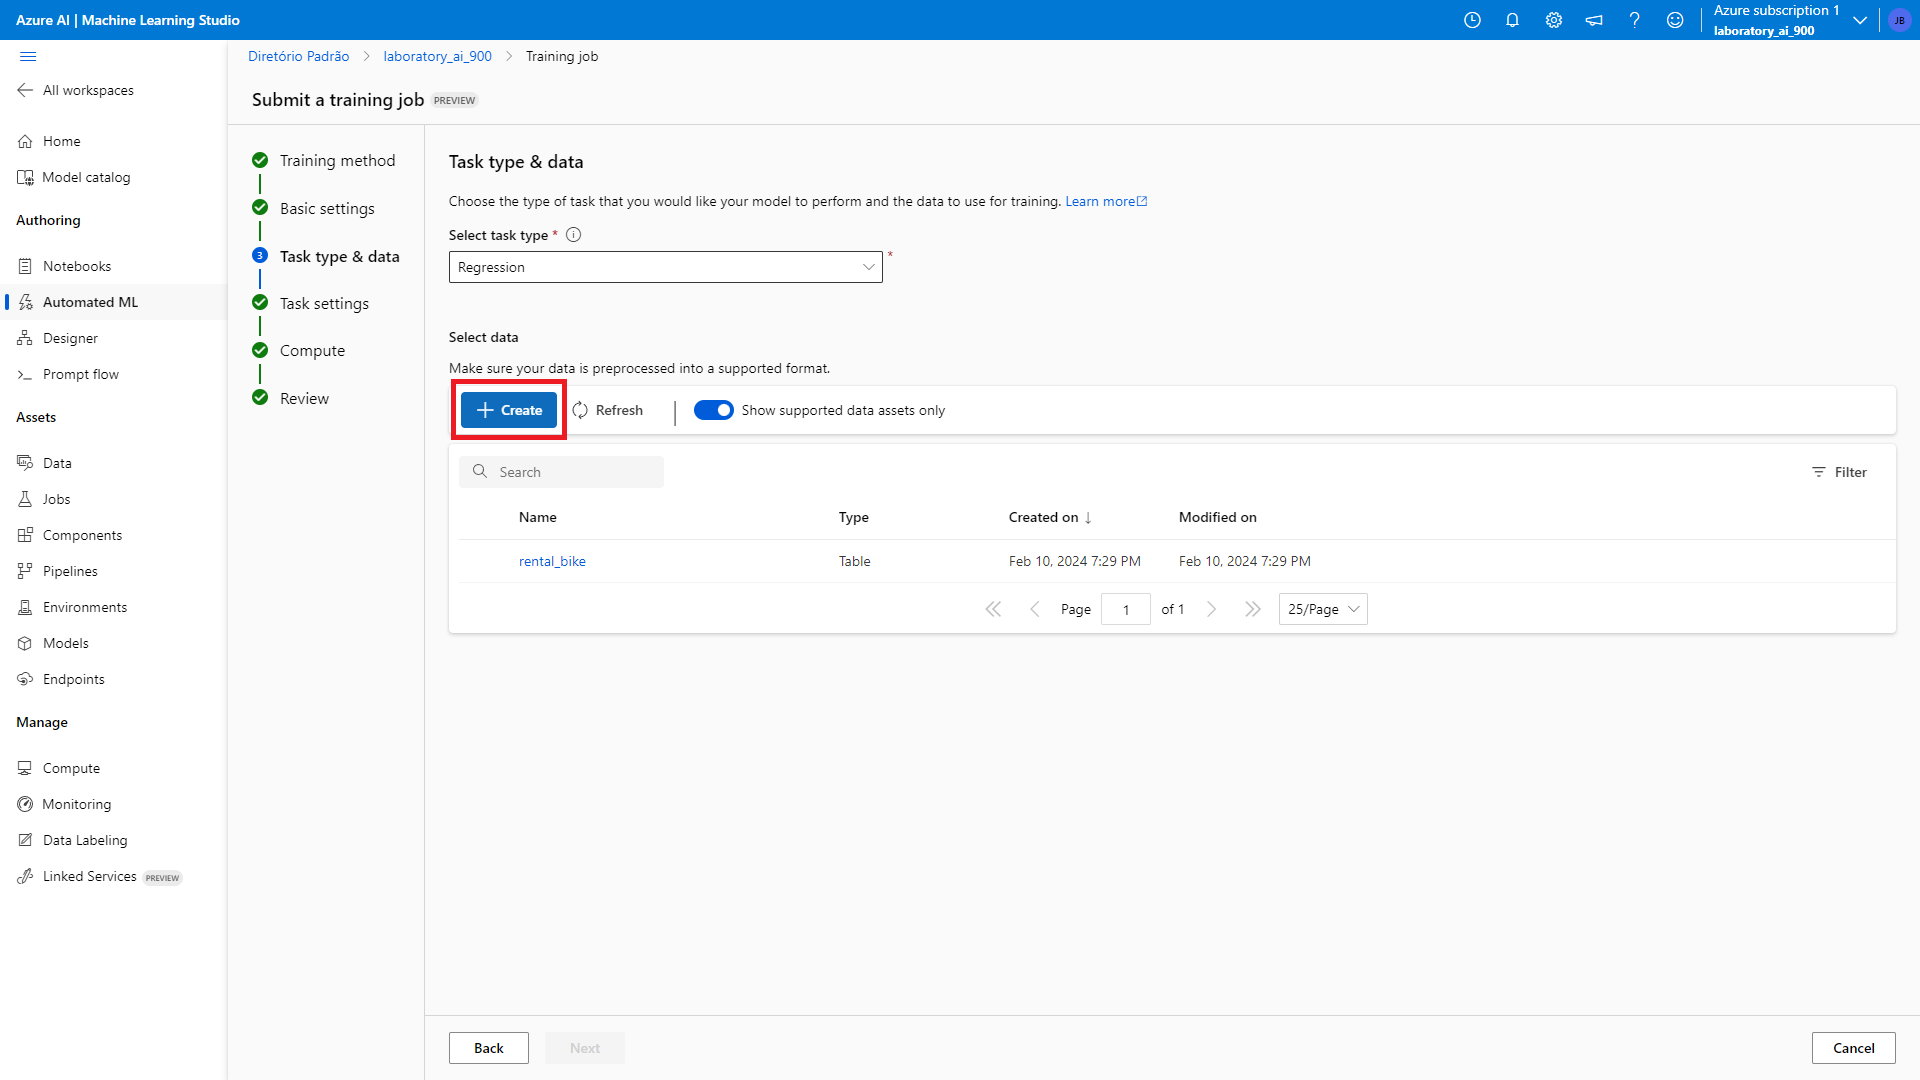 Azure AI | Machine Learning Studio
Azure subscription 1
laboratory_ai_900
JB
All workspaces
Home
Model catalog
Authoring
Notebooks
Automated ML
Designer
Prompt flow
Assets
Data
Jobs
Components
Pipelines
Environments
Models
Endpoints
Manage
Compute
Monitoring
Data Labeling
Linked Services PREVIEW
Diretório Padrão > laboratory_ai_900 > Training job
Submit a training job PREVIEW
Training method
Basic settings
3 Task type & data
Task settings
Compute
Review
Task type & data
Choose the type of task that you would like your model to perform and the data to use for training. Learn more
Select task type *
Regression *
Select data
Make sure your data is preprocessed into a supported format.
+ Create Refresh | Show supported data assets only
Search Filter
Name Type Created on ↓ Modified on
rental_bike Table Feb 10, 2024 7:29 PM Feb 10, 2024 7:29 PM
Page 1 of 1 25/Page
Back Next Cancel